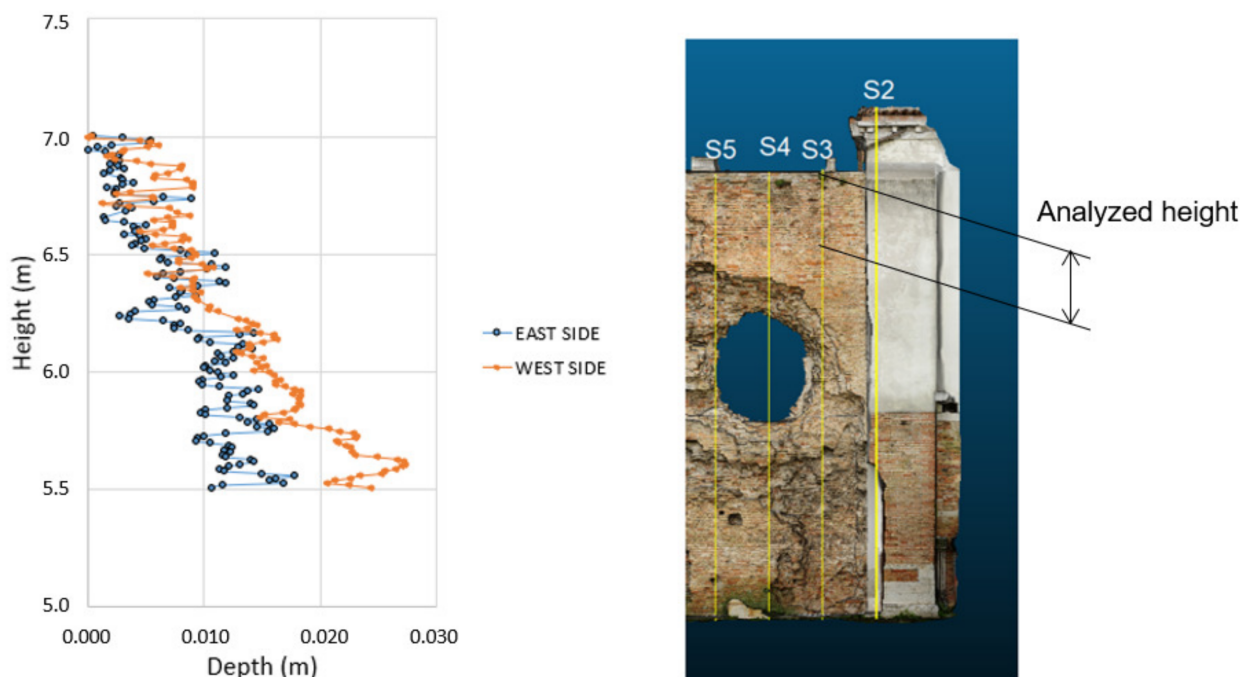 7.5
7.0
6.5
6.0
5.5
5.0
Height (m)
0.000 0.010 0.020 0.030
Depth (m)
EAST SIDE
WEST SIDE
S2
S5 S4 S3
Analyzed height